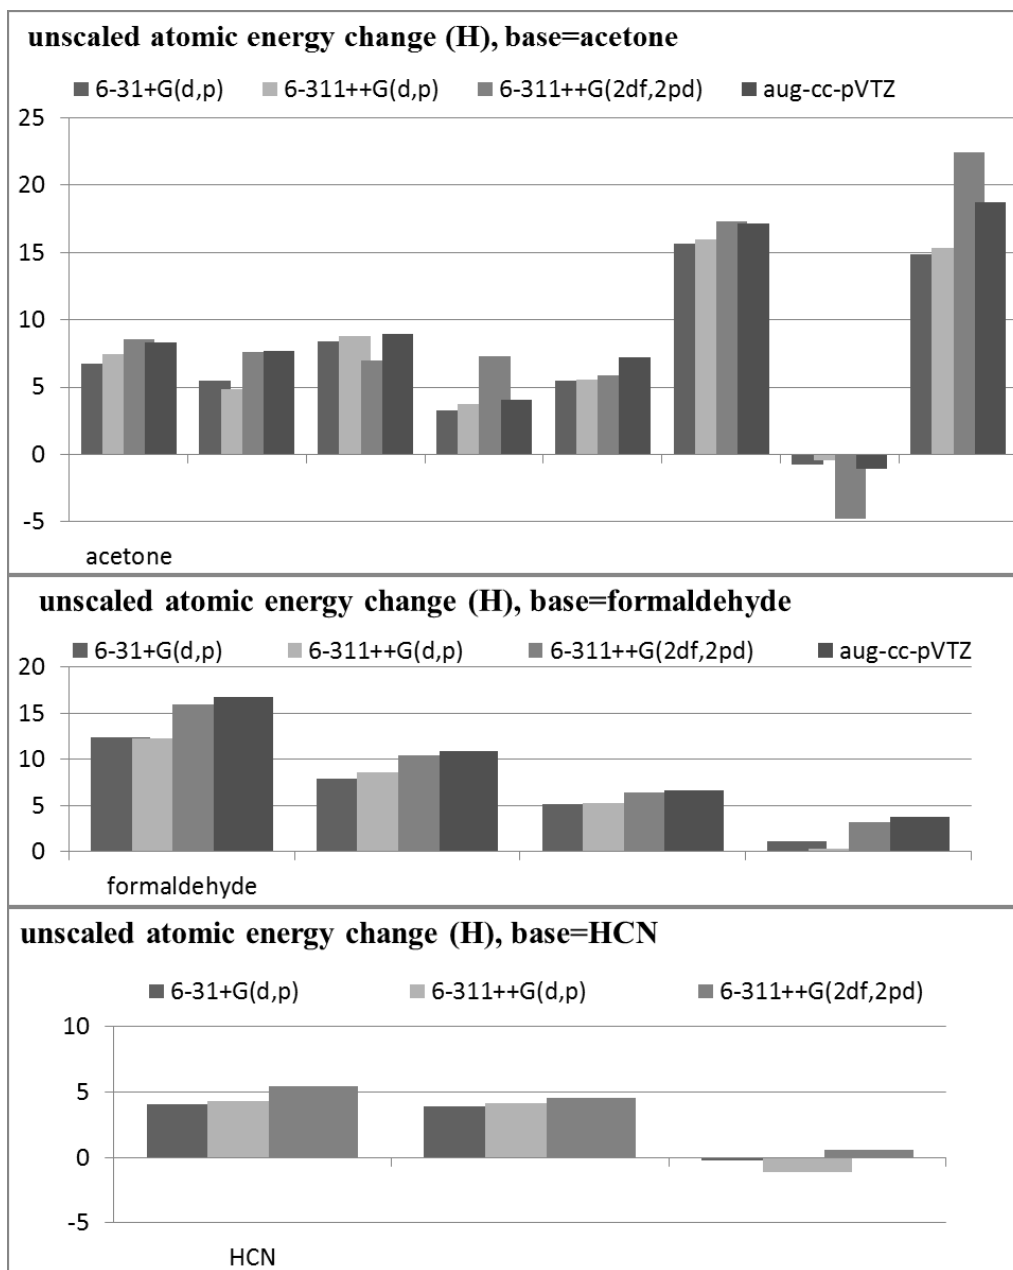 unscaled atomic energy change (H), base=acetone
6-31+G(d,p) 6-311++G(d,p) 6-311++G(2df,2pd) aug-cc-pVTZ
25
20
15
10
5
0
-5
acetone
unscaled atomic energy change (H), base=formaldehyde
6-31+G(d,p) 6-311++G(d,p) 6-311++G(2df,2pd) aug-cc-pVTZ
20
15
10
5
0
formaldehyde
unscaled atomic energy change (H), base=HCN
6-31+G(d,p) 6-311++G(d,p) 6-311++G(2df,2pd)
10
5
0
-5
HCN